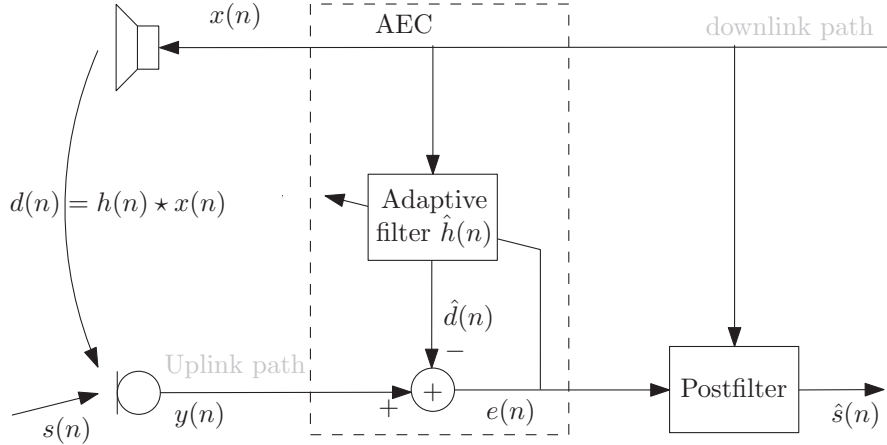 x(n)
AEC
downlink path
d(n) = h(n) ⋆ x(n)
Adaptive
filter ĥ(n)
d̂(n)
−
Uplink path
+
+
Postfilter
s(n)
y(n)
e(n)
ŝ(n)